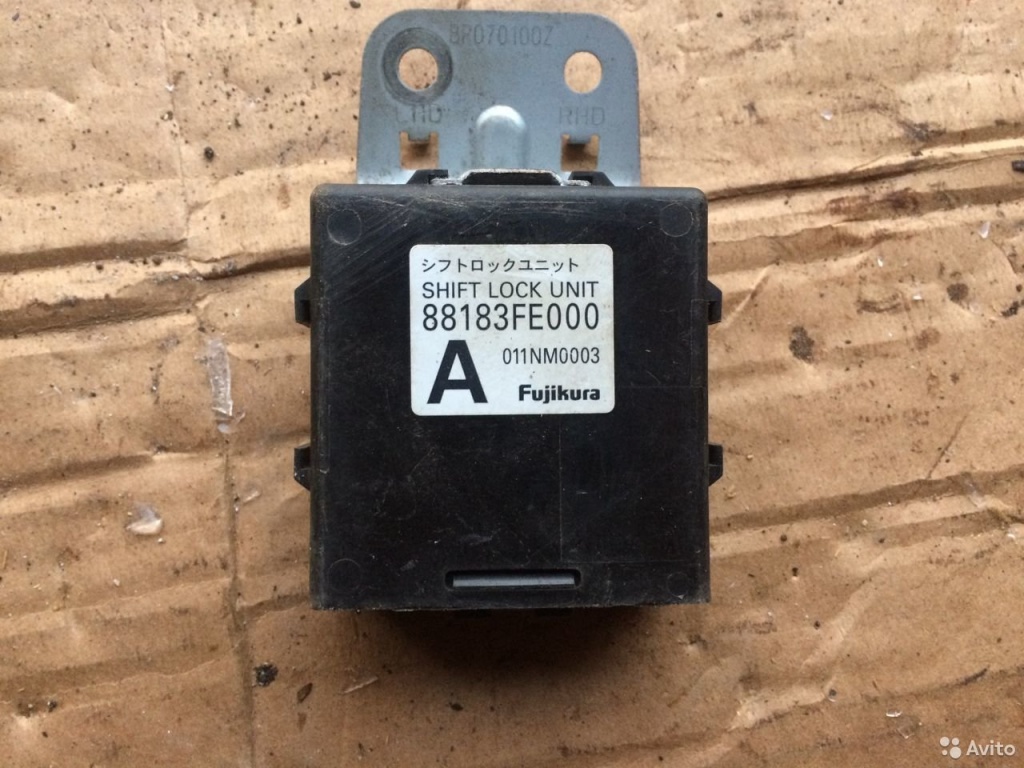 BR070100Z
LHD RHD
シフトロックユニット
SHIFT LOCK UNIT
88183FE000
A 011NM0003
Fujikura
Avito